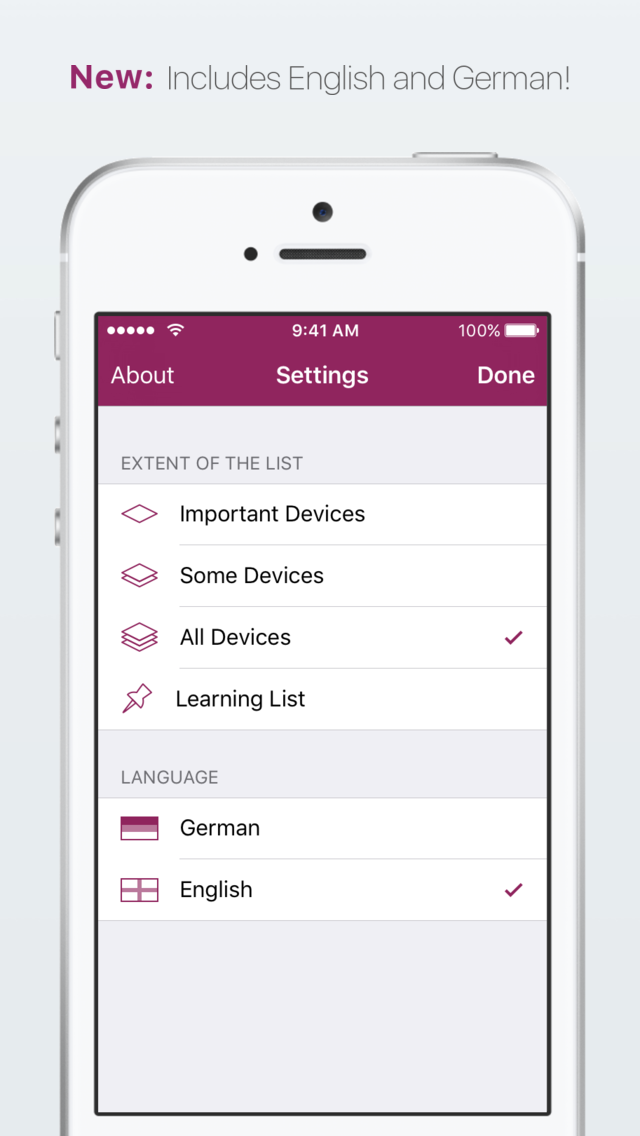 New: Includes English and German!
9:41 AM 100%
About Settings Done
EXTENT OF THE LIST
Important Devices
Some Devices
All Devices
Learning List
LANGUAGE
German
English